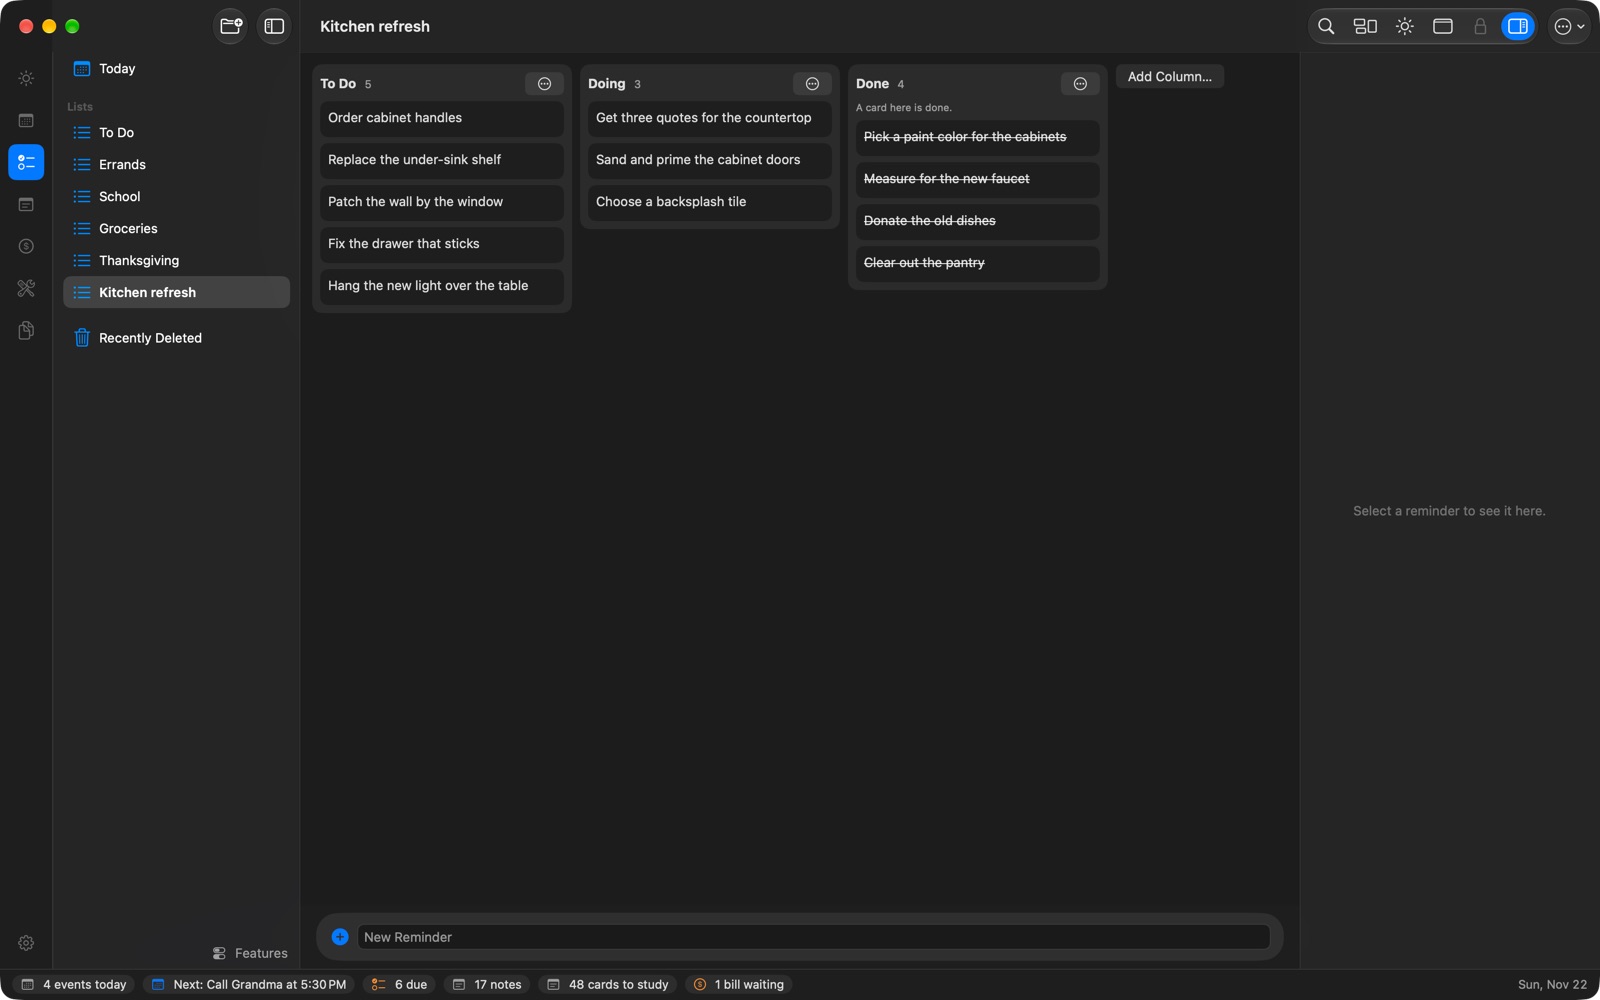 Kitchen refresh
Today
Lists
To Do
Errands
School
Groceries
Thanksgiving
Kitchen refresh
Recently Deleted
Features
To Do 5
Order cabinet handles
Replace the under-sink shelf
Patch the wall by the window
Fix the drawer that sticks
Hang the new light over the table
Doing 3
Get three quotes for the countertop
Sand and prime the cabinet doors
Choose a backsplash tile
Done 4
A card here is done.
Pick a paint color for the cabinets
Measure for the new faucet
Donate the old dishes
Clear out the pantry
Add Column...
Select a reminder to see it here.
New Reminder
4 events today
Next: Call Grandma at 5:30 PM
6 due
17 notes
48 cards to study
1 bill waiting
Sun, Nov 22